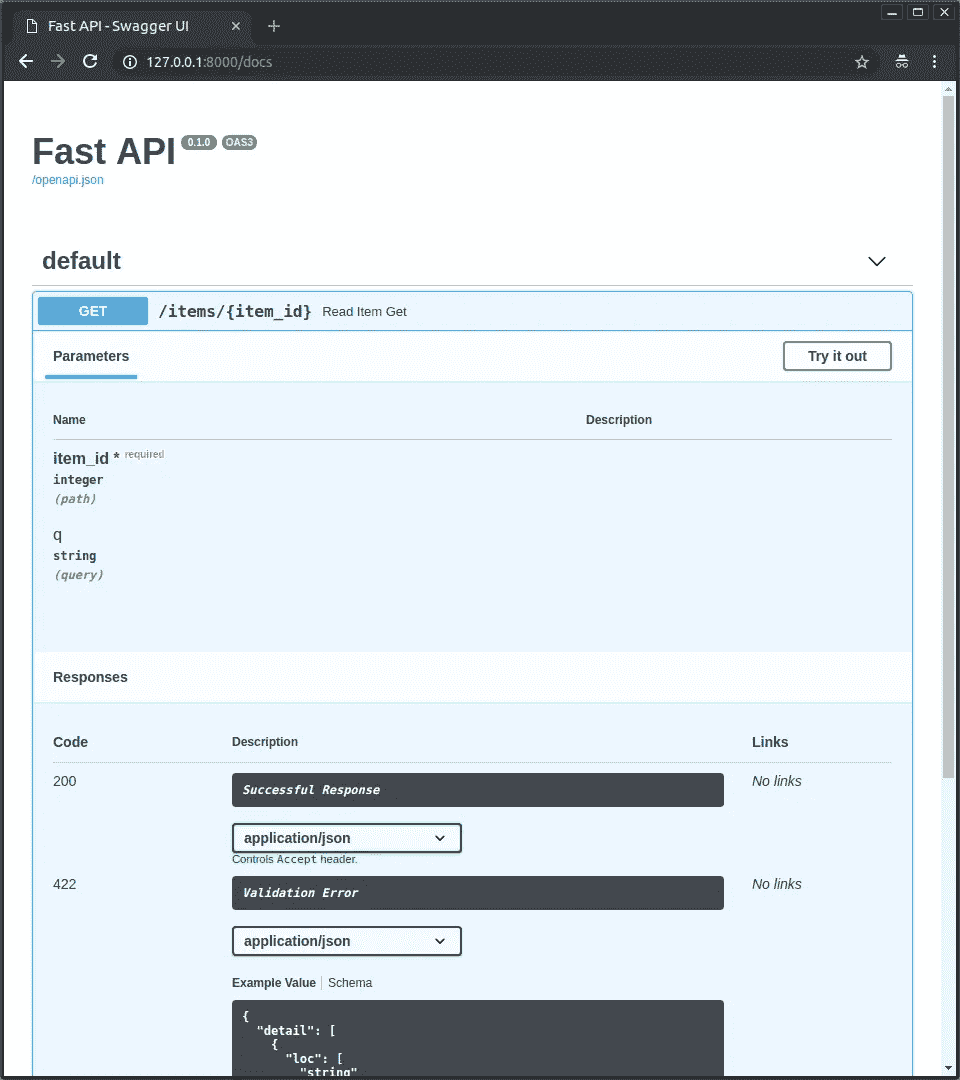 Fast API - Swagger UI
127.0.0.1:8000/docs
Fast API 0.1.0 OAS3
/openapi.json
default
GET /items/{item_id} Read Item Get
Parameters Try it out
Name Description
item_id * required
integer
(path)
q
string
(query)
Responses
Code Description Links
200 Successful Response No links
application/json
Controls Accept header.
422 Validation Error No links
application/json
Example Value Schema
{
"detail": [
{
"loc": [
"string"